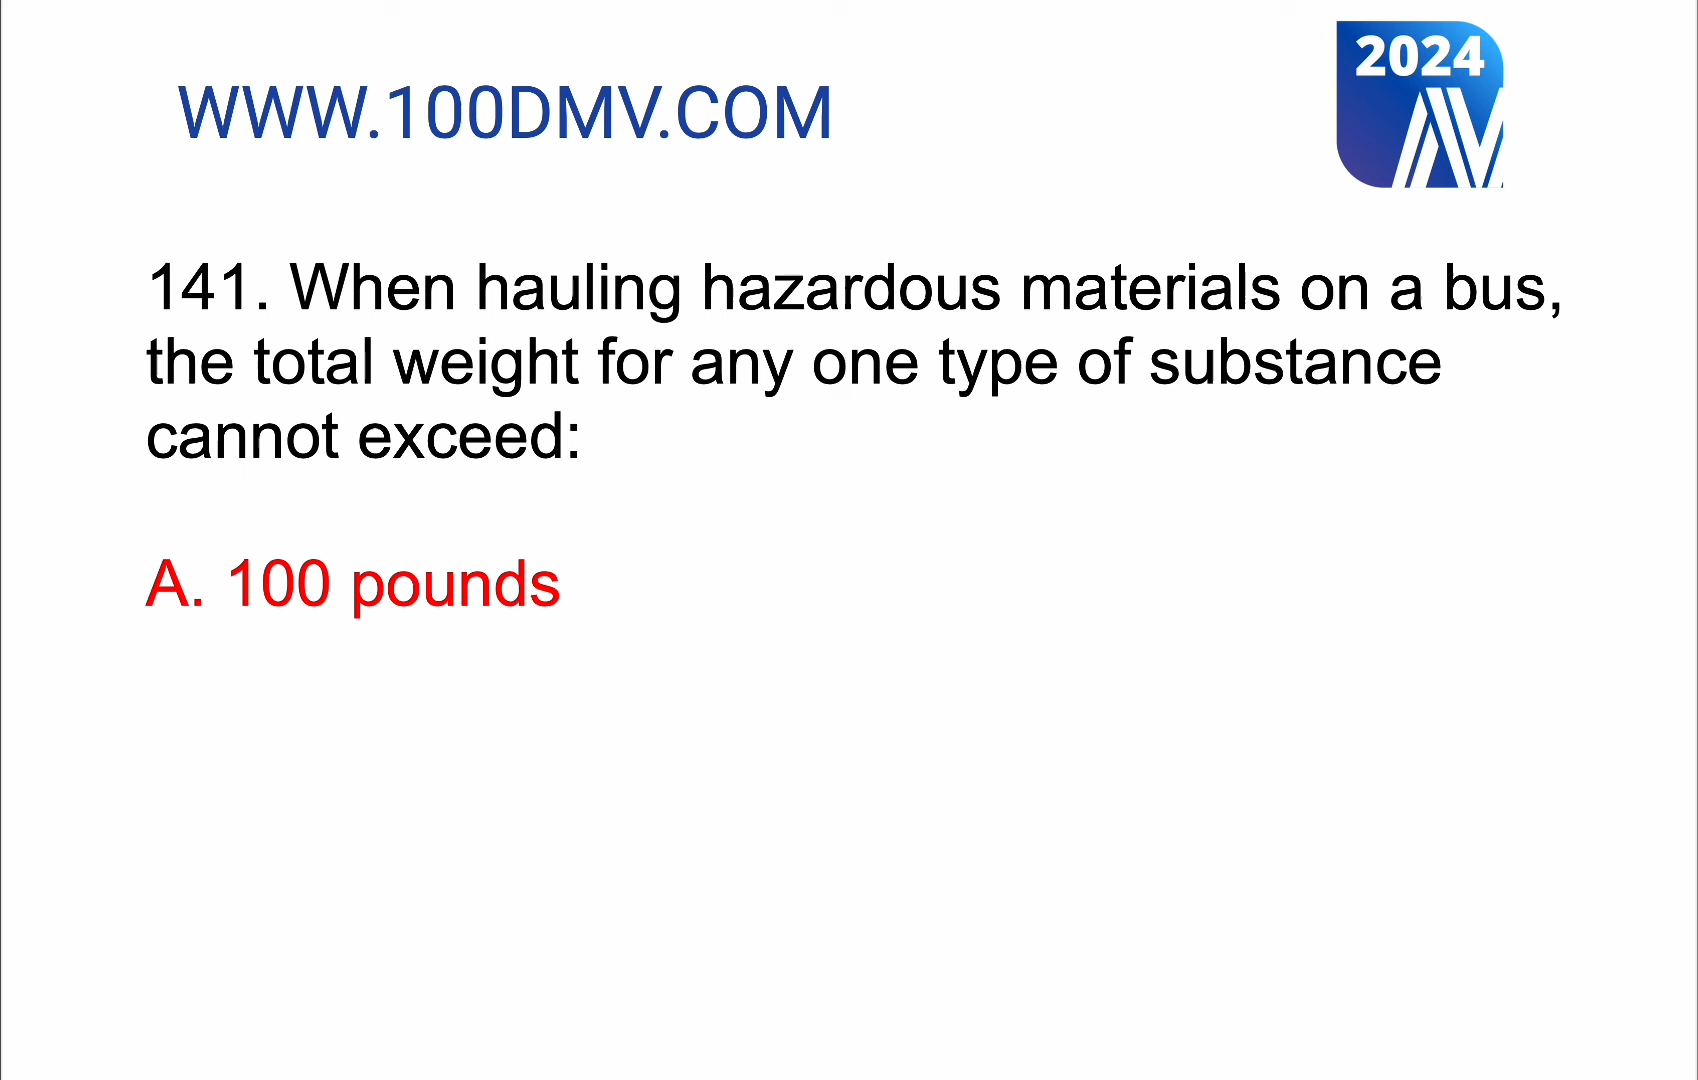 WWW.100DMV.COM
2024
141. When hauling hazardous materials on a bus,
the total weight for any one type of substance
cannot exceed:
A. 100 pounds